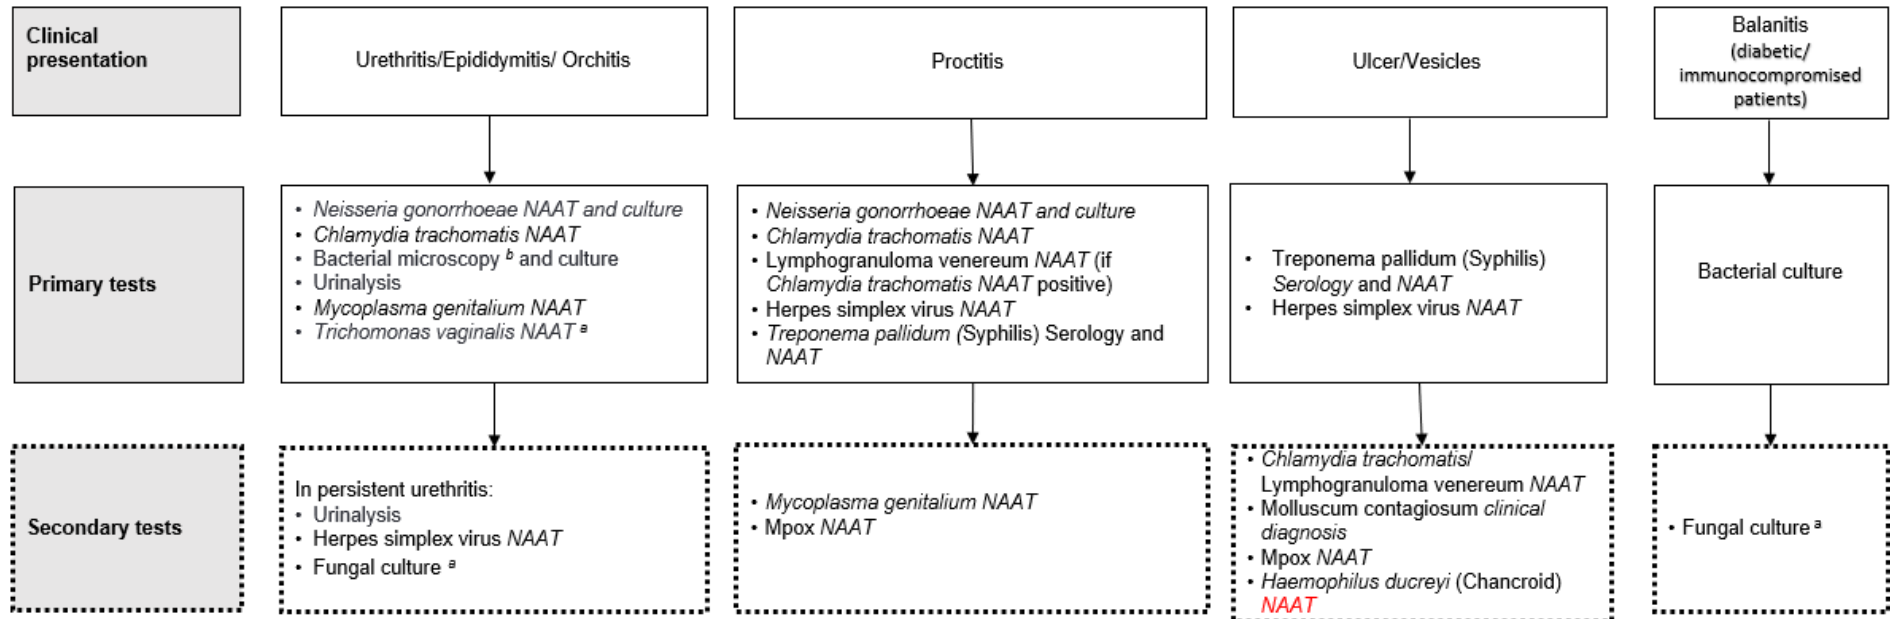 Clinical
presentation
Urethritis/Epididymitis/ Orchitis
Proctitis
Ulcer/Vesicles
Balanitis
(diabetic/
immunocompromised
patients)
Primary tests
• Neisseria gonorrhoeae NAAT and culture
• Chlamydia trachomatis NAAT
• Bacterial microscopy b and culture
• Urinalysis
• Mycoplasma genitalium NAAT
• Trichomonas vaginalis NAAT a
• Neisseria gonorrhoeae NAAT and culture
• Chlamydia trachomatis NAAT
• Lymphogranuloma venereum NAAT (if
Chlamydia trachomatis NAAT positive)
• Herpes simplex virus NAAT
• Treponema pallidum (Syphilis) Serology and
NAAT
• Treponema pallidum (Syphilis)
Serology and NAAT
• Herpes simplex virus NAAT
Bacterial culture
Secondary tests
In persistent urethritis:
• Urinalysis
• Herpes simplex virus NAAT
• Fungal culture a
• Mycoplasma genitalium NAAT
• Mpox NAAT
• Chlamydia trachomatis/
Lymphogranuloma venereum NAAT
• Molluscum contagiosum clinical
diagnosis
• Mpox NAAT
• Haemophilus ducreyi (Chancroid)
NAAT
• Fungal culture a